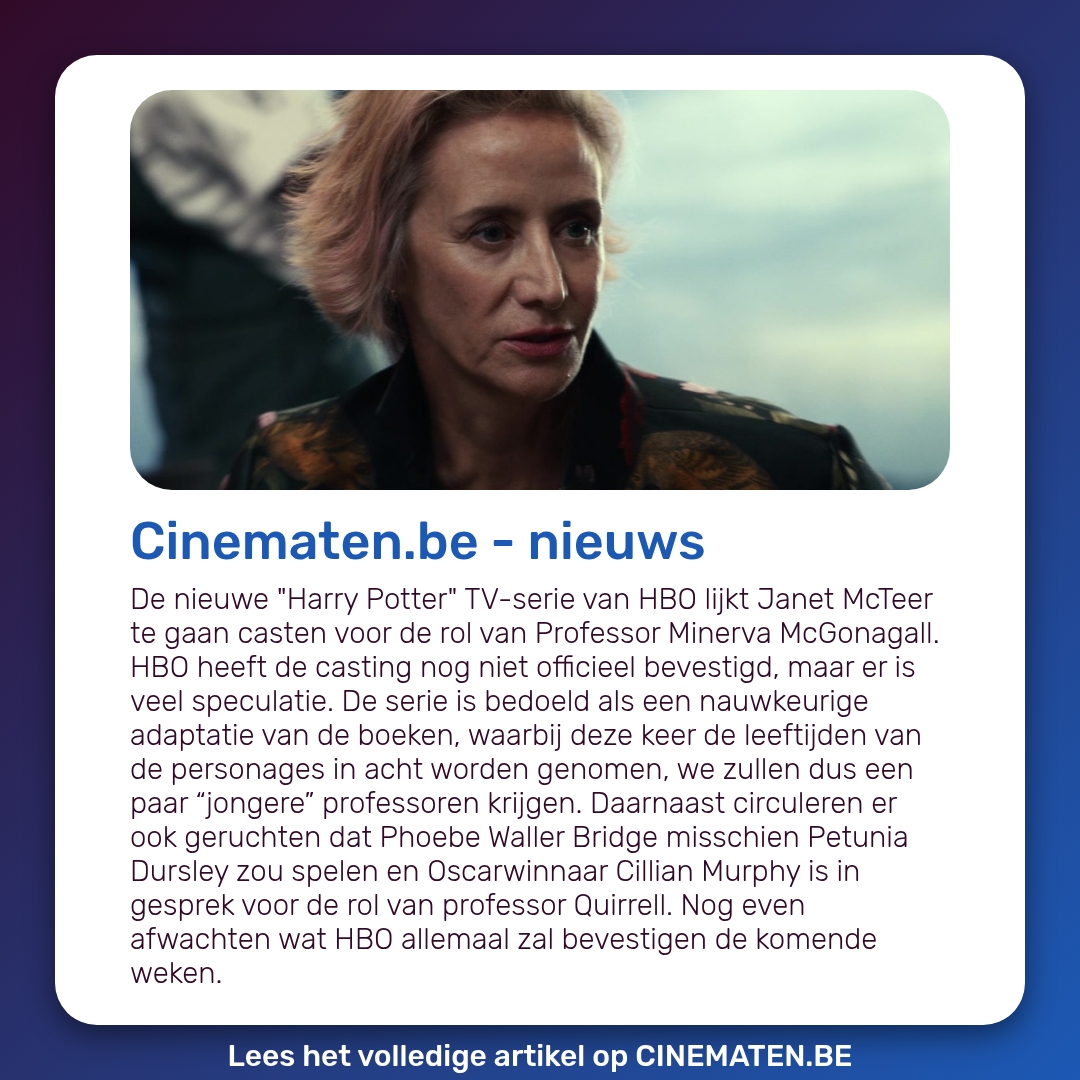 Cinematen.be - nieuws
De nieuwe "Harry Potter" TV-serie van HBO lijkt Janet McTeer
te gaan casten voor de rol van Professor Minerva McGonagall.
HBO heeft de casting nog niet officieel bevestigd, maar er is
veel speculatie. De serie is bedoeld als een nauwkeurige
adaptatie van de boeken, waarbij deze keer de leeftijden van
de personages in acht worden genomen, we zullen dus een
paar “jongere” professoren krijgen. Daarnaast circuleren er
ook geruchten dat Phoebe Waller Bridge misschien Petunia
Dursley zou spelen en Oscarwinnaar Cillian Murphy is in
gesprek voor de rol van professor Quirrell. Nog even
afwachten wat HBO allemaal zal bevestigen de komende
weken.
Lees het volledige artikel op CINEMATEN.BE